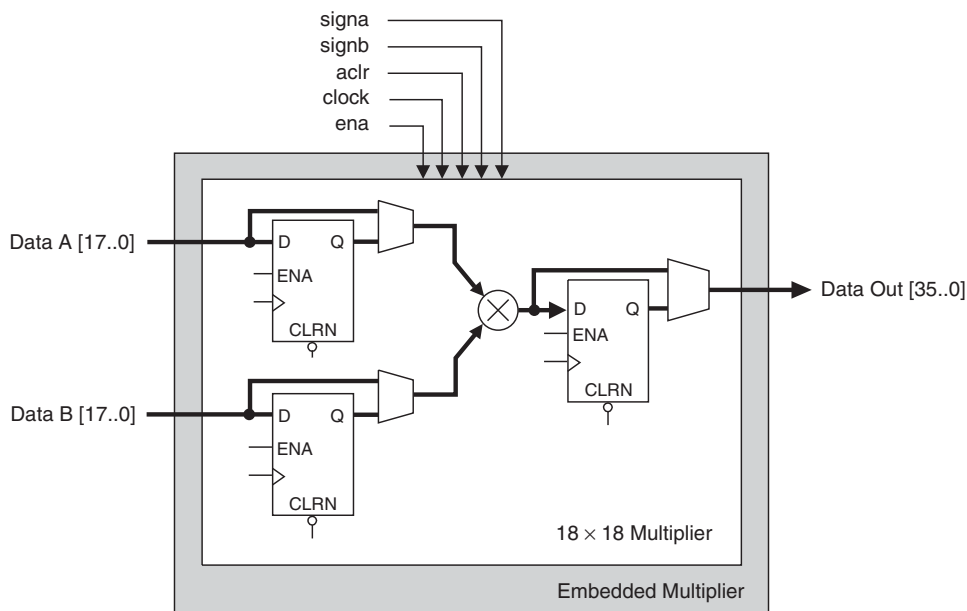 signa
signb
aclr
clock
ena
Data A [17..0]
D Q
ENA
CLRN
Data Out [35..0]
D Q
ENA
CLRN
Data B [17..0]
D Q
ENA
CLRN
18 × 18 Multiplier
Embedded Multiplier